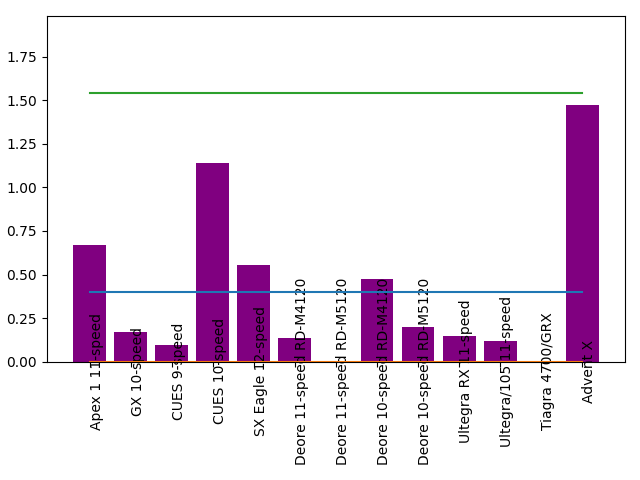 1.75
1.50
1.25
1.00
0.75
0.50
0.25
0.00
Apex 1 11-speed
GX 10-speed
CUES 9-speed
CUES 10-speed
SX Eagle 12-speed
Deore 11-speed RD-M4120
Deore 11-speed RD-M5120
Deore 10-speed RD-M4120
Deore 10-speed RD-M5120
Ultegra RX 11-speed
Ultegra/105 11-speed
Tiagra 4700/GRX
Advent X